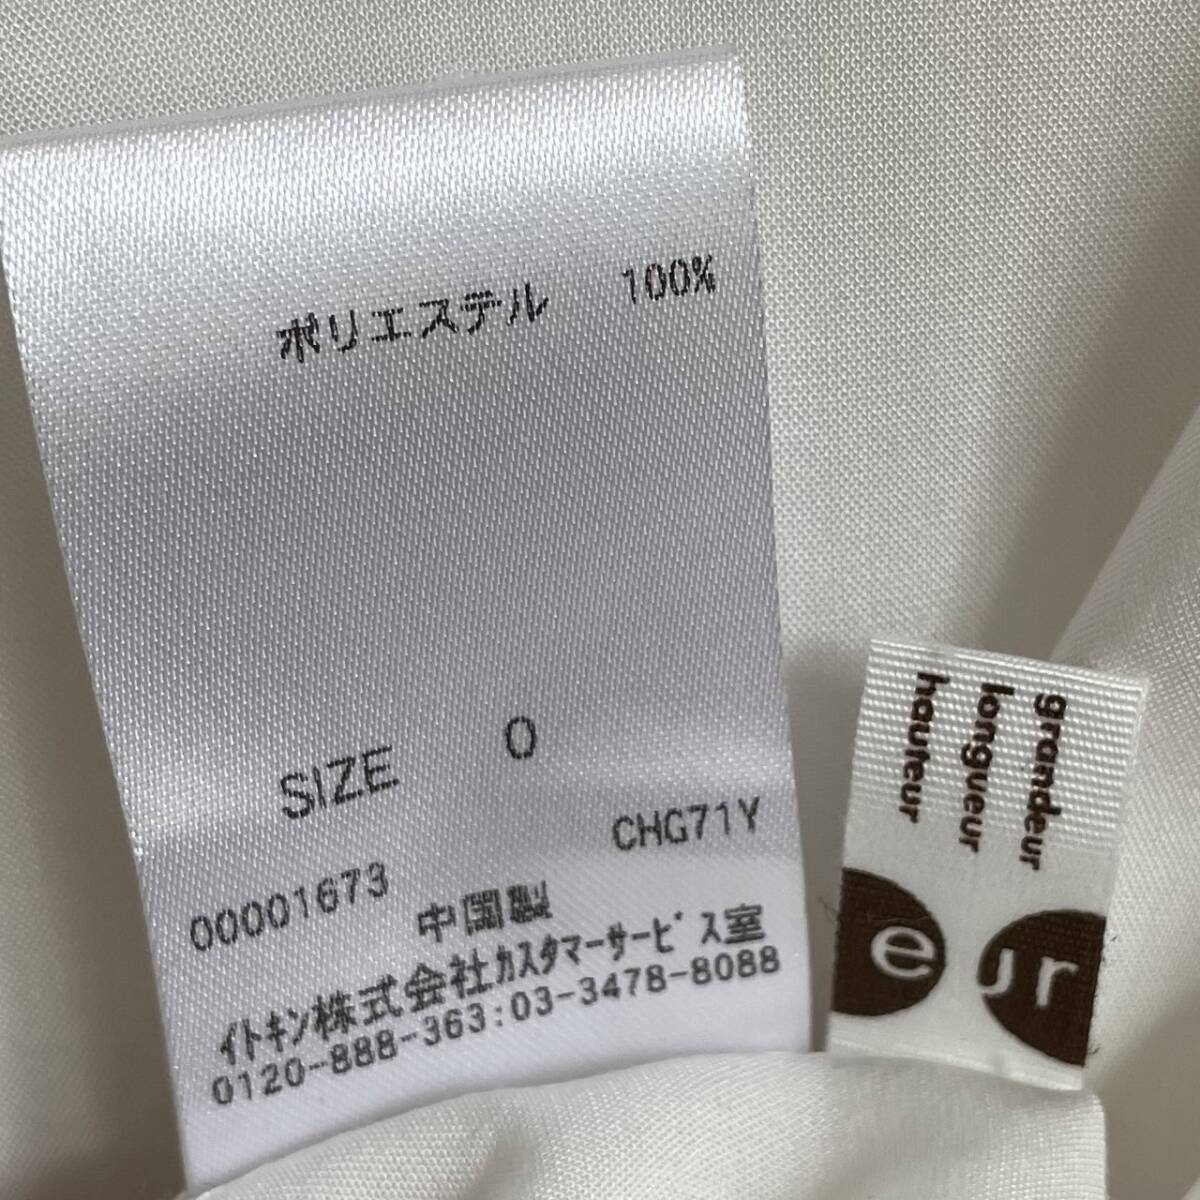 ポリエステル 100%
SIZE 0
CHG71Y
00001673
中国製
イトキン株式会社カスタマーサービス室
0120-888-363:03-3478-8088
grandeur
longueur
hauteur
e
Jr